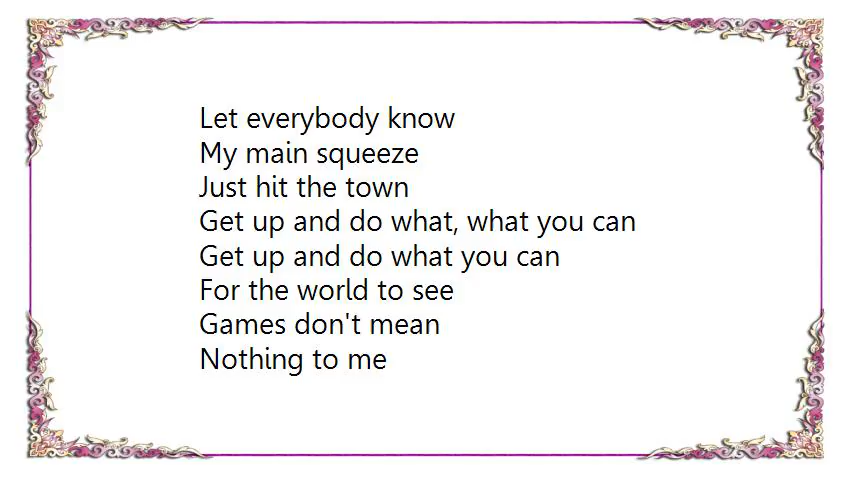 Let everybody know
My main squeeze
Just hit the town
Get up and do what, what you can
Get up and do what you can
For the world to see
Games don't mean
Nothing to me